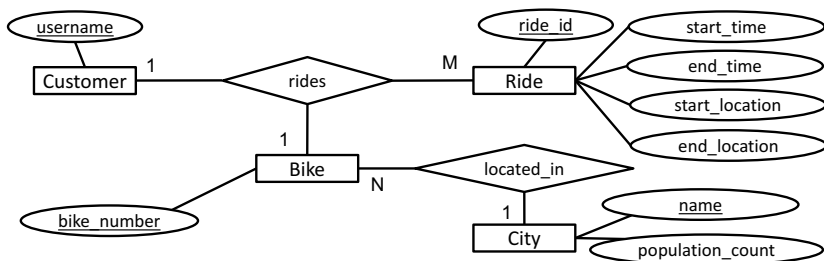 username
ride_id
start_time
Customer
1
rides
M
Ride
end_time
start_location
end_location
1
Bike
N
located_in
bike_number
1
City
name
population_count